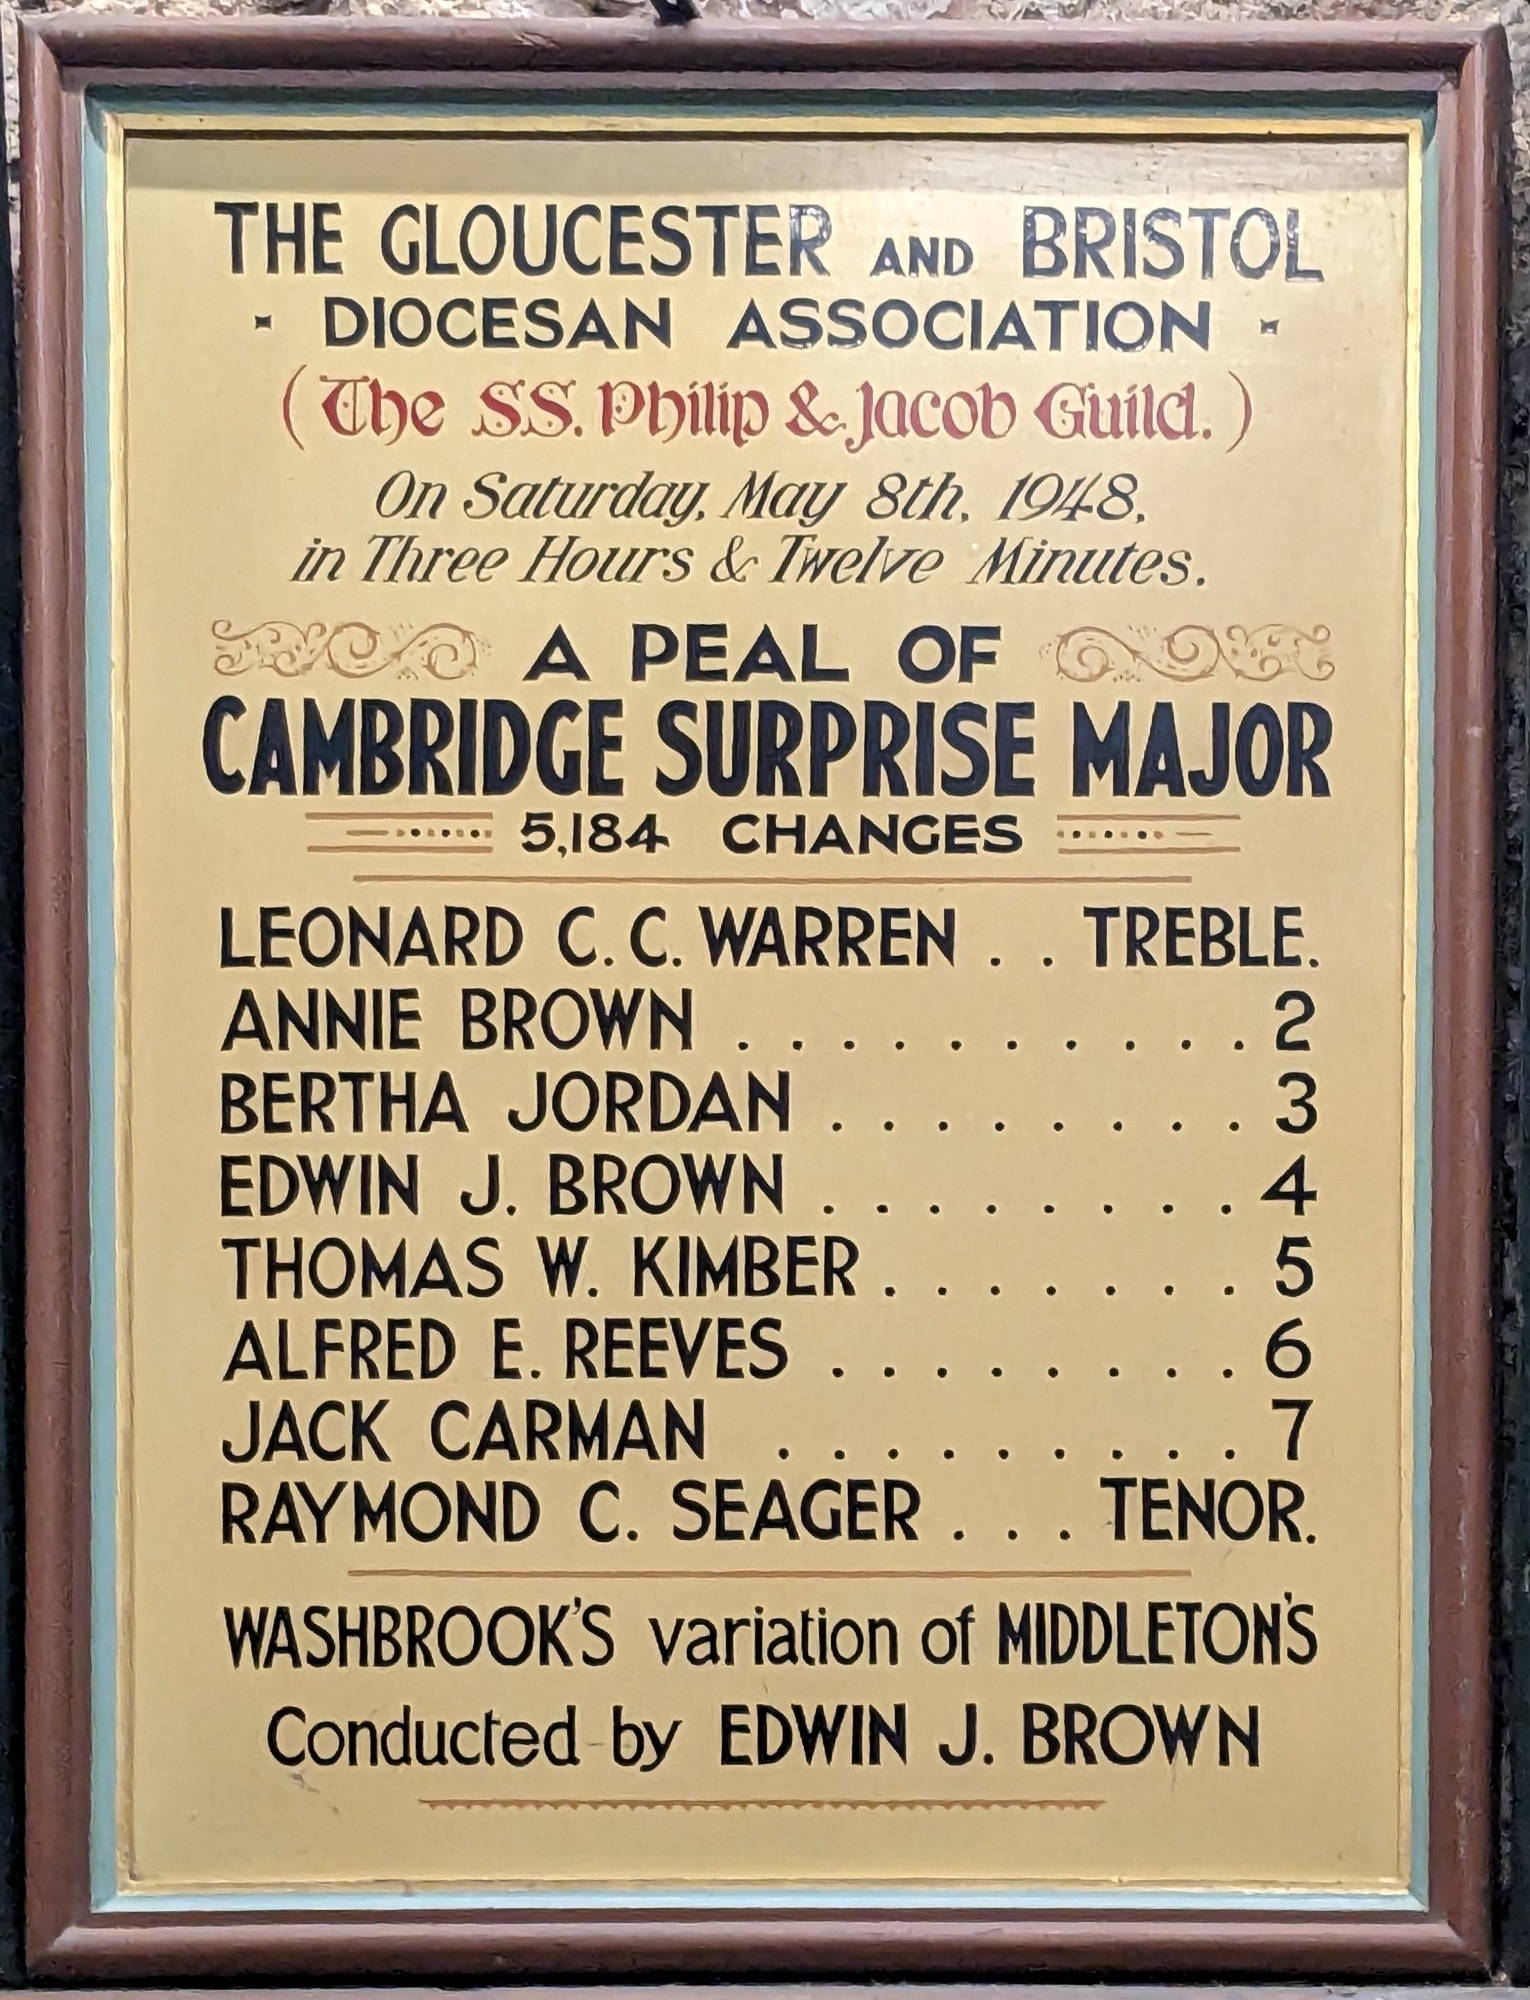 THE GLOUCESTER AND BRISTOL
· DIOCESAN ASSOCIATION ·
(The SS. Philip & Jacob Guild.)
On Saturday, May 8th, 1948,
in Three Hours & Twelve Minutes.
A PEAL OF
CAMBRIDGE SURPRISE MAJOR
5,184 CHANGES
LEONARD C. C. WARREN . . TREBLE.
ANNIE BROWN . . . . . . . . . . 2
BERTHA JORDAN . . . . . . . . 3
EDWIN J. BROWN . . . . . . . . 4
THOMAS W. KIMBER . . . . . . . 5
ALFRED E. REEVES . . . . . . . . 6
JACK CARMAN . . . . . . . . . 7
RAYMOND C. SEAGER . . . TENOR.
WASHBROOK'S variation of MIDDLETON'S
Conducted by EDWIN J. BROWN